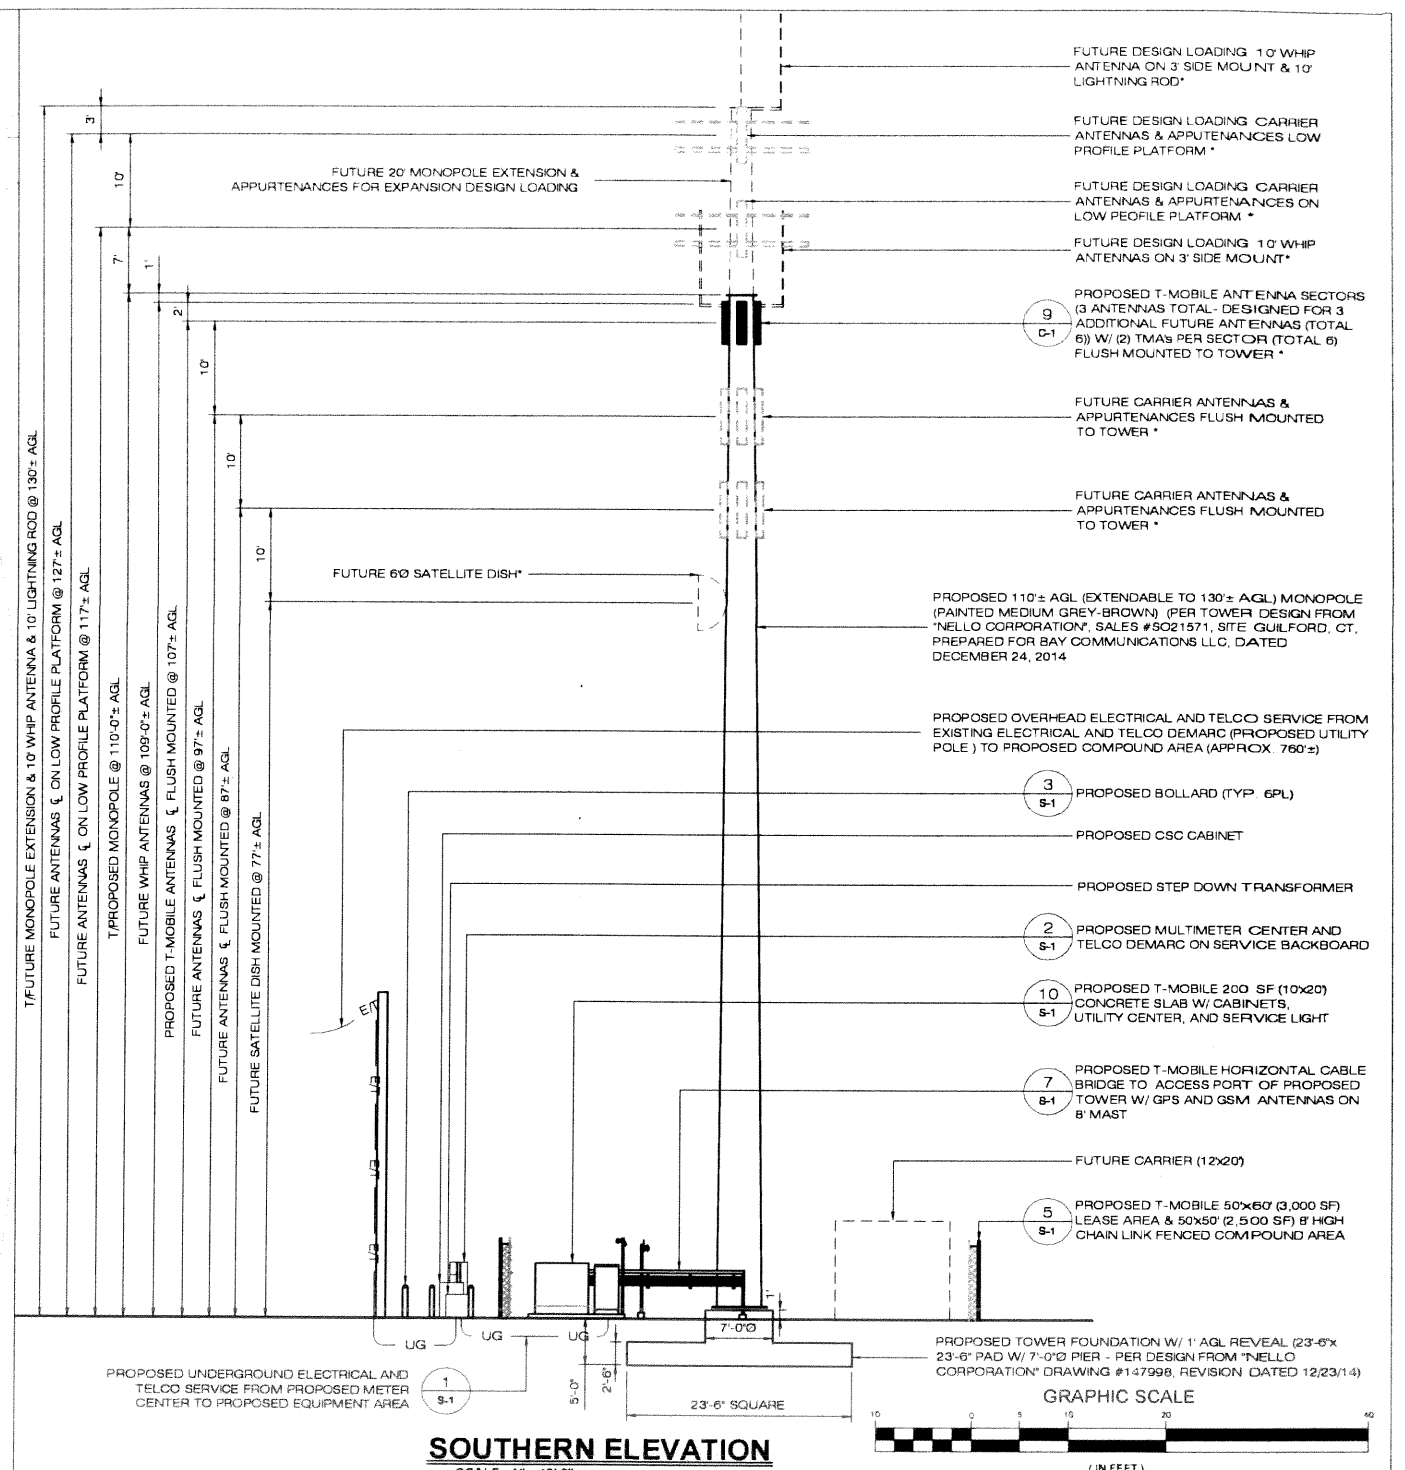 FUTURE DESIGN LOADING 10' WHIP
ANTENNA ON 3' SIDE MOUNT & 10'
LIGHTNING ROD*
FUTURE DESIGN LOADING CARRIER
ANTENNAS & APPUTENANCES LOW
PROFILE PLATFORM *
FUTURE 20' MONOPOLE EXTENSION &
APPURTENANCES FOR EXPANSION DESIGN LOADING
FUTURE DESIGN LOADING CARRIER
ANTENNAS & APPURTENANCES ON
LOW PEOFILE PLATFORM *
FUTURE DESIGN LOADING 10' WHIP
ANTENNAS ON 3' SIDE MOUNT*
9
C-1
PROPOSED T-MOBILE ANTENNA SECTORS
(3 ANTENNAS TOTAL- DESIGNED FOR 3
ADDITIONAL FUTURE ANTENNAS (TOTAL
6)) W/ (2) TMA's PER SECTOR (TOTAL 6)
FLUSH MOUNTED TO TOWER *
FUTURE CARRIER ANTENNAS &
APPURTENANCES FLUSH MOUNTED
TO TOWER *
FUTURE CARRIER ANTENNAS &
APPURTENANCES FLUSH MOUNTED
TO TOWER *
FUTURE 6'Ø SATELLITE DISH*
PROPOSED 110'± AGL (EXTENDABLE TO 130'± AGL) MONOPOLE
(PAINTED MEDIUM GREY-BROWN) (PER TOWER DESIGN FROM
"NELLO CORPORATION", SALES #SO21571, SITE GUILFORD, CT,
PREPARED FOR BAY COMMUNICATIONS LLC, DATED
DECEMBER 24, 2014
PROPOSED OVERHEAD ELECTRICAL AND TELCO SERVICE FROM
EXISTING ELECTRICAL AND TELCO DEMARC (PROPOSED UTILITY
POLE ) TO PROPOSED COMPOUND AREA (APPROX. 760'±)
3
S-1
PROPOSED BOLLARD (TYP. 6PL)
PROPOSED CSC CABINET
PROPOSED STEP DOWN TRANSFORMER
2
S-1
PROPOSED MULTIMETER CENTER AND
TELCO DEMARC ON SERVICE BACKBOARD
10
S-1
PROPOSED T-MOBILE 200 SF (10'x20')
CONCRETE SLAB W/ CABINETS,
UTILITY CENTER, AND SERVICE LIGHT
7
S-1
PROPOSED T-MOBILE HORIZONTAL CABLE
BRIDGE TO ACCESS PORT OF PROPOSED
TOWER W/ GPS AND GSM ANTENNAS ON
8' MAST
FUTURE CARRIER (12'x20')
5
S-1
PROPOSED T-MOBILE 50'x60' (3,000 SF)
LEASE AREA & 50'x50' (2,500 SF) 8' HIGH
CHAIN LINK FENCED COMPOUND AREA
T/FUTURE MONOPOLE EXTENSION & 10' WHIP ANTENNA & 10' LIGHTNING ROD @ 130'± AGL
FUTURE ANTENNAS ℄ ON LOW PROFILE PLATFORM @ 127'± AGL
FUTURE ANTENNAS ℄ ON LOW PROFILE PLATFORM @ 117'± AGL
T/PROPOSED MONOPOLE @ 110'-0"± AGL
FUTURE WHIP ANTENNAS @ 109'-0"± AGL
PROPOSED T-MOBILE ANTENNAS ℄ FLUSH MOUNTED @ 107'± AGL
FUTURE ANTENNAS ℄ FLUSH MOUNTED @ 97'± AGL
FUTURE ANTENNAS ℄ FLUSH MOUNTED @ 87'± AGL
FUTURE SATELLITE DISH MOUNTED @ 77'± AGL
3'
10'
7'
1'
2'
10'
10'
10'
E/T
E/T
E/T
E/T
UG
UG
UG
1'
7'-0"Ø
5'-0"
2'-6"
23'-6" SQUARE
PROPOSED UNDERGROUND ELECTRICAL AND
TELCO SERVICE FROM PROPOSED METER
CENTER TO PROPOSED EQUIPMENT AREA
1
S-1
PROPOSED TOWER FOUNDATION W/ 1' AGL REVEAL (23'-6"x
23'-6" PAD W/ 7'-0"Ø PIER - PER DESIGN FROM "NELLO
CORPORATION" DRAWING #147998, REVISION DATED 12/23/14)
GRAPHIC SCALE
10 0 5 10 20 40
( IN FEET )
SOUTHERN ELEVATION